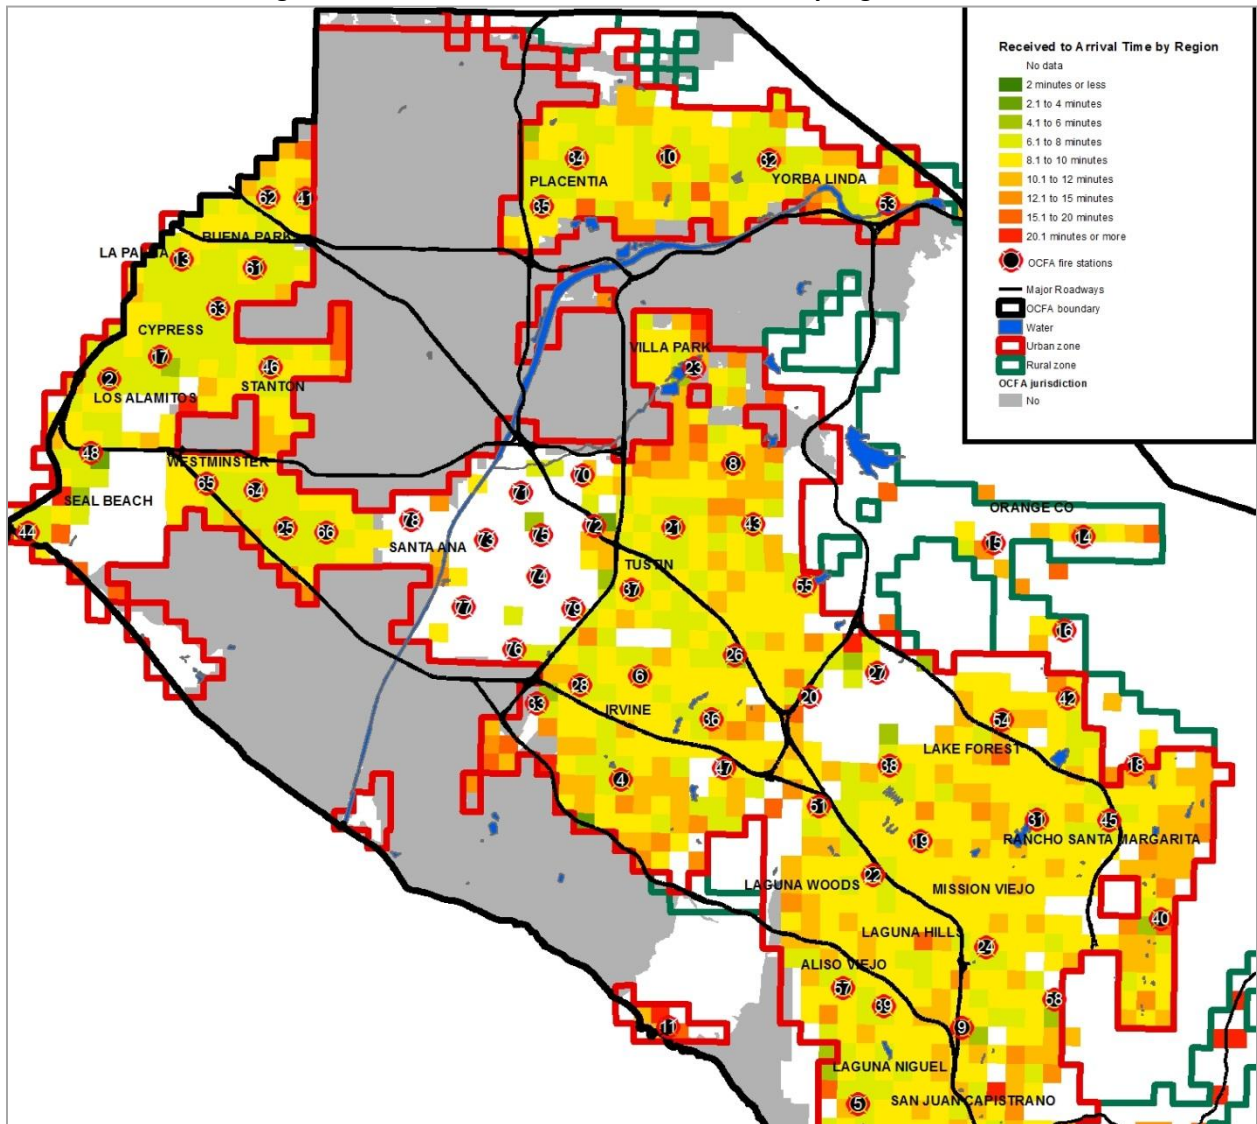 Received to Arrival Time by Region
No data
2 minutes or less
2.1 to 4 minutes
4.1 to 6 minutes
6.1 to 8 minutes
8.1 to 10 minutes
10.1 to 12 minutes
12.1 to 15 minutes
15.1 to 20 minutes
20.1 minutes or more
OCFA fire stations
Major Roadways
OCFA boundary
Water
Urban zone
Rural zone
OCFA jurisdiction
No
34
10
32
PLACENTIA
YORBA LINDA
62
41
35
53
BUENA PARK
LA PALMA
13
61
63
CYPRESS
17
VILLA PARK
46
23
2
STANTON
LOS ALAMITOS
48
WESTMINSTER
8
70
65
64
71
SEAL BEACH
ORANGE CO
78
44
25
66
72
21
43
73
75
14
15
SANTA ANA
TUSTIN
74
37
55
77
79
16
76
26
6
27
28
42
20
33
IRVINE
36
54
LAKE FOREST
47
38
18
4
51
31
45
19
RANCHO SANTA MARGARITA
22
LAGUNA WOODS
MISSION VIEJO
40
LAGUNA HILLS
24
ALISO VIEJO
57
39
58
11
9
LAGUNA NIGUEL
5
SAN JUAN CAPISTRANO